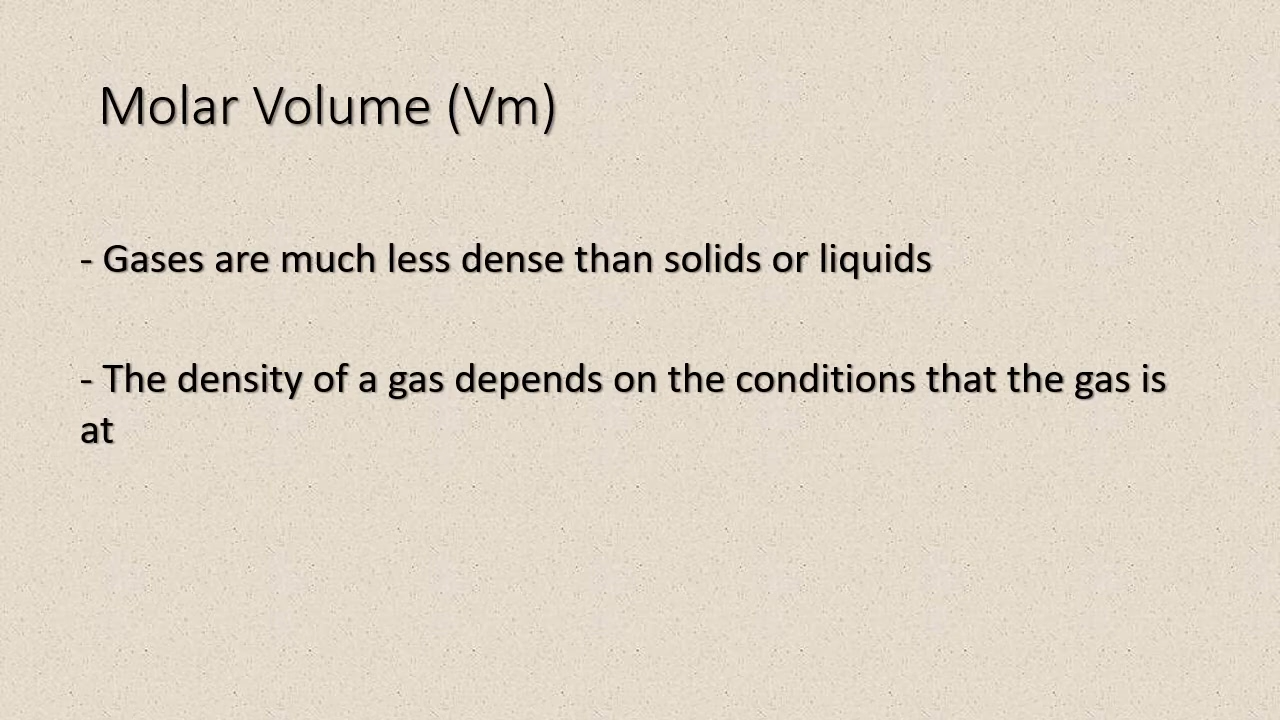 Molar Volume (Vm)
- Gases are much less dense than solids or liquids
- The density of a gas depends on the conditions that the gas is
at